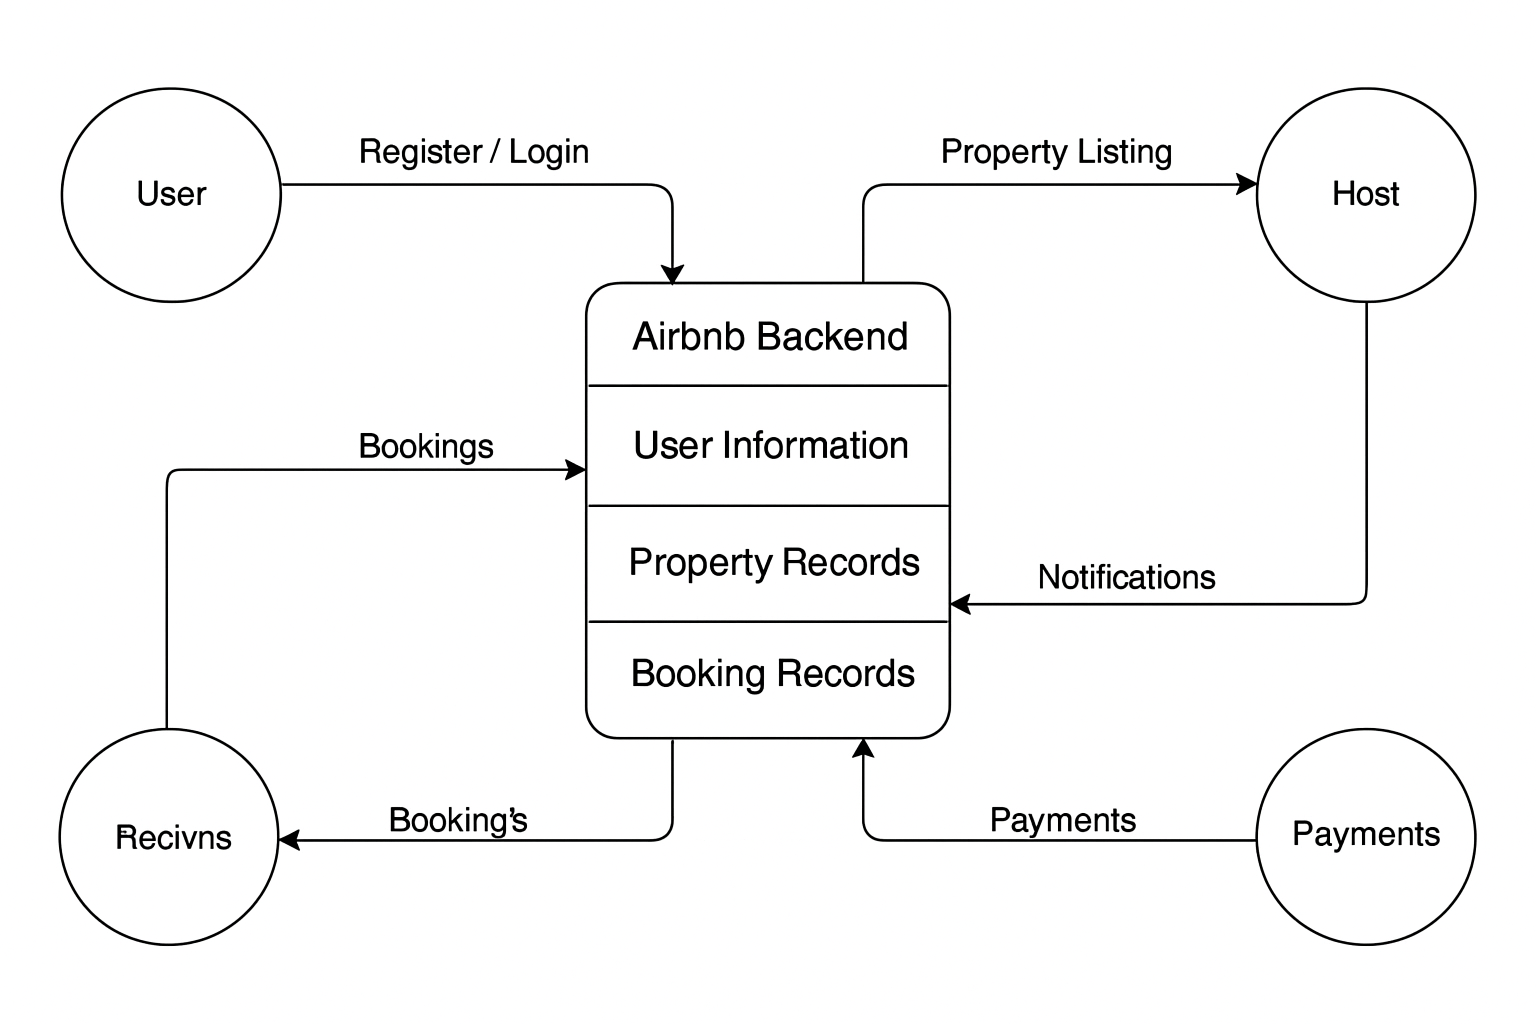 Register / Login
Property Listing
User
Host
Airbnb Backend
User Information
Bookings
Property Records
Notifications
Booking Records
Booking's
Payments
Recivns
Payments